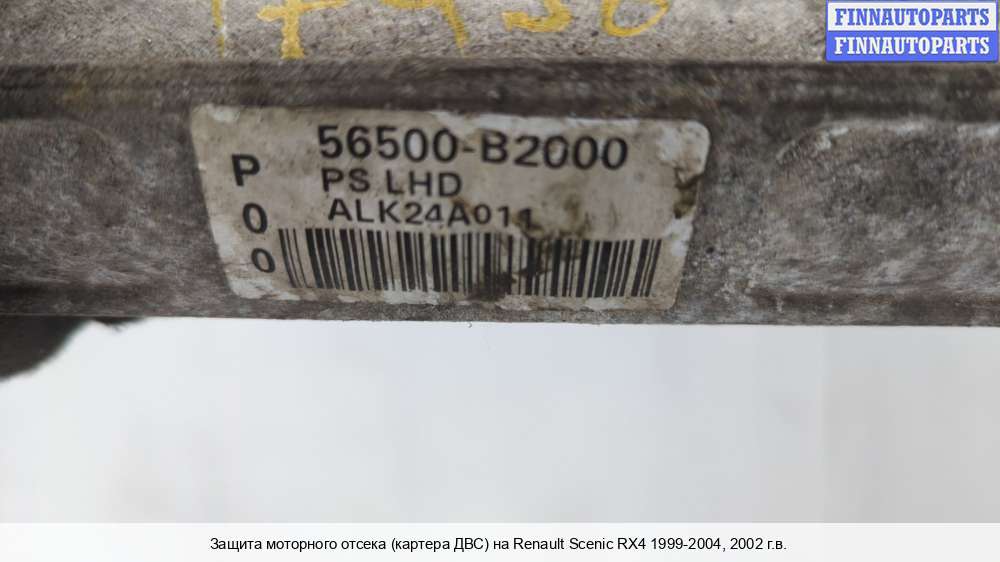 17936
FINNAUTOPARTS
FINNAUTOPARTS
56500-B2000
PS LHD
ALK24A011
P
0
0
Защита моторного отсека (картера ДВС) на Renault Scenic RX4 1999-2004, 2002 г.в.